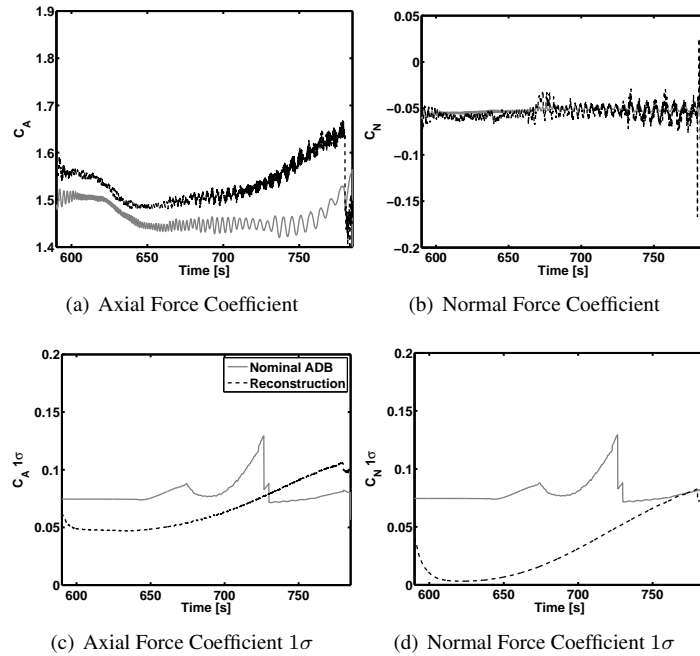 1.9
1.8
1.7
1.6
1.5
1.4
C_A
600 650 700 750
Time [s]
(a) Axial Force Coefficient
0.05
0
−0.05
−0.1
−0.15
−0.2
C_N
600 650 700 750
Time [s]
(b) Normal Force Coefficient
0.2
0.15
0.1
0.05
0
C_A 1σ
Nominal ADB
Reconstruction
600 650 700 750
Time [s]
(c) Axial Force Coefficient 1σ
0.2
0.15
0.1
0.05
0
C_N 1σ
600 650 700 750
Time [s]
(d) Normal Force Coefficient 1σ